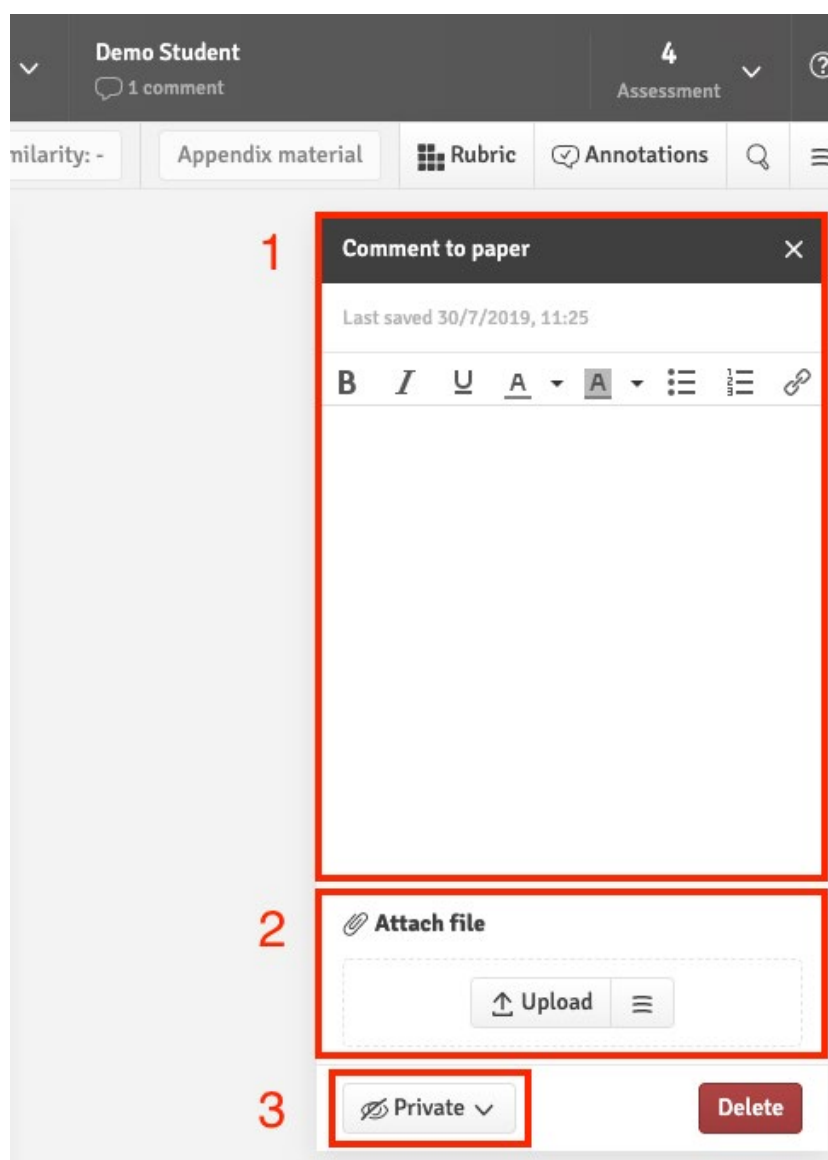 Demo Student
1 comment
4
Assessment
milarity: -
Appendix material
Rubric
Annotations
1
Comment to paper
Last saved 30/7/2019, 11:25
B I U A A
2
Attach file
Upload
3
Private
Delete